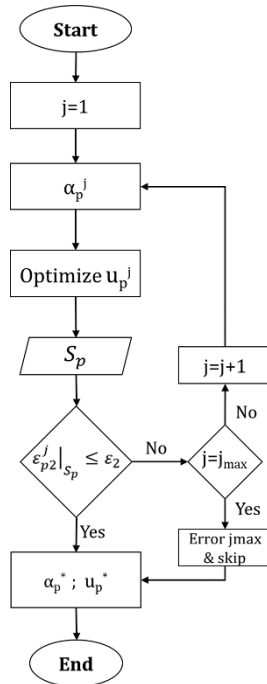 Start
j=1
αₚʲ
Optimize uₚʲ
Sₚ
εʲₚ₂|Sₚ ≤ ε₂
No
j=jmax
j=j+1
No
Yes
Yes
Error jmax
& skip
αₚ* ; uₚ*
End